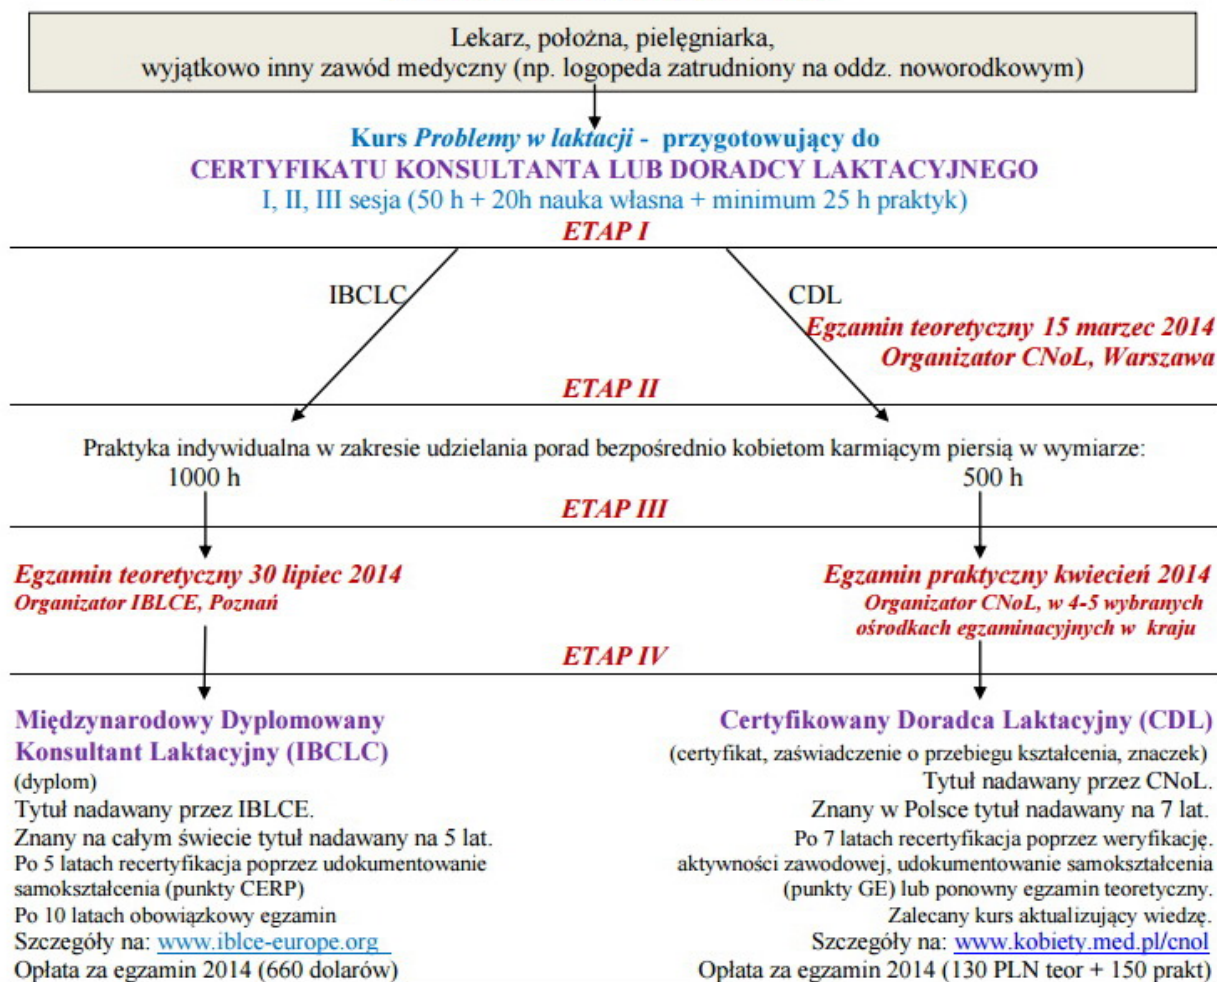 Lekarz, położna, pielęgniarka,
wyjątkowo inny zawód medyczny (np. logopeda zatrudniony na oddz. noworodkowym)
Kurs Problemy w laktacji - przygotowujący do
CERTYFIKATU KONSULTANTA LUB DORADCY LAKTACYJNEGO
I, II, III sesja (50 h + 20h nauka własna + minimum 25 h praktyk)
ETAP I
IBCLC
CDL
Egzamin teoretyczny 15 marzec 2014
Organizator CNoL, Warszawa
ETAP II
Praktyka indywidualna w zakresie udzielania porad bezpośrednio kobietom karmiącym piersią w wymiarze:
1000 h
500 h
ETAP III
Egzamin teoretyczny 30 lipiec 2014
Organizator IBLCE, Poznań
Egzamin praktyczny kwiecień 2014
Organizator CNoL, w 4-5 wybranych
ośrodkach egzaminacyjnych w kraju
ETAP IV
Międzynarodowy Dyplomowany
Konsultant Laktacyjny (IBCLC)
(dyplom)
Tytuł nadawany przez IBLCE.
Znany na całym świecie tytuł nadawany na 5 lat.
Po 5 latach recertyfikacja poprzez udokumentowanie
samokształcenia (punkty CERP)
Po 10 latach obowiązkowy egzamin
Szczegóły na: www.iblce-europe.org
Opłata za egzamin 2014 (660 dolarów)
Certyfikowany Doradca Laktacyjny (CDL)
(certyfikat, zaświadczenie o przebiegu kształcenia, znaczek)
Tytuł nadawany przez CNoL.
Znany w Polsce tytuł nadawany na 7 lat.
Po 7 latach recertyfikacja poprzez weryfikację.
aktywności zawodowej, udokumentowanie samokształcenia
(punkty GE) lub ponowny egzamin teoretyczny.
Zalecany kurs aktualizujący wiedzę.
Szczegóły na: www.kobiety.med.pl/cnol
Opłata za egzamin 2014 (130 PLN teor + 150 prakt)